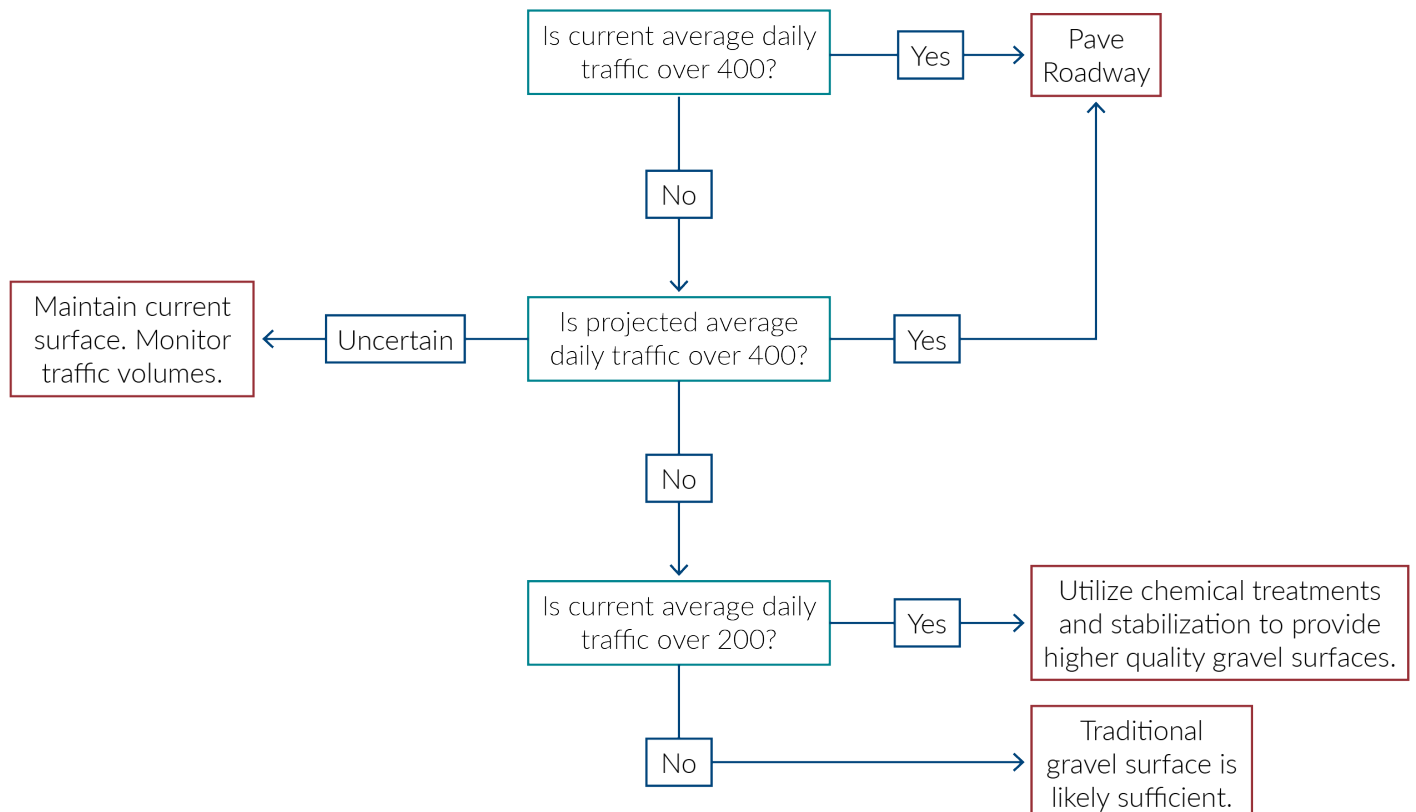 Is current average daily
traffic over 400?
Yes
Pave
Roadway
No
Maintain current
surface. Monitor
traffic volumes.
Uncertain
Is projected average
daily traffic over 400?
Yes
No
Is current average daily
traffic over 200?
Yes
Utilize chemical treatments
and stabilization to provide
higher quality gravel surfaces.
No
Traditional
gravel surface is
likely sufficient.